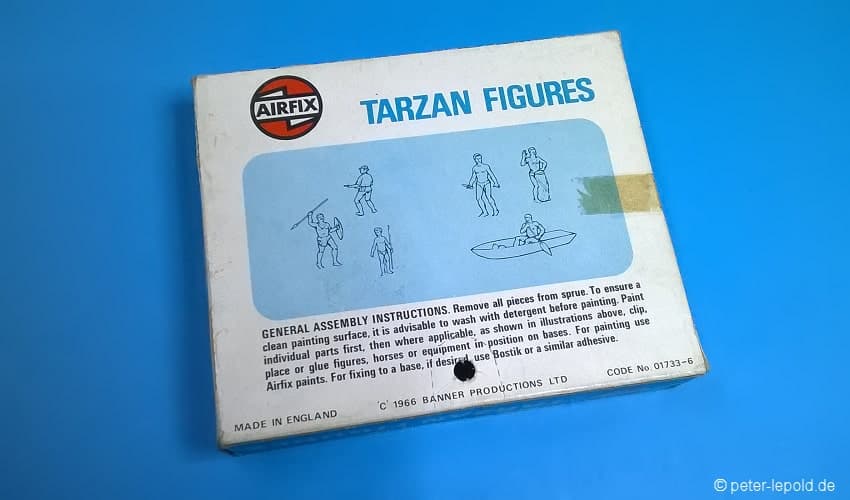 AIRFIX
TARZAN FIGURES
GENERAL ASSEMBLY INSTRUCTIONS. Remove all pieces from sprue. To ensure a
clean painting surface, it is advisable to wash with detergent before painting. Paint
individual parts first, then where applicable, as shown in illustrations above, clip,
place or glue figures, horses or equipment in position on bases. For painting use
Airfix paints. For fixing to a base, if desired, use Bostik or a similar adhesive.
MADE IN ENGLAND
'C' 1966 BANNER PRODUCTIONS LTD
CODE No 01733-6
© peter-lepold.de